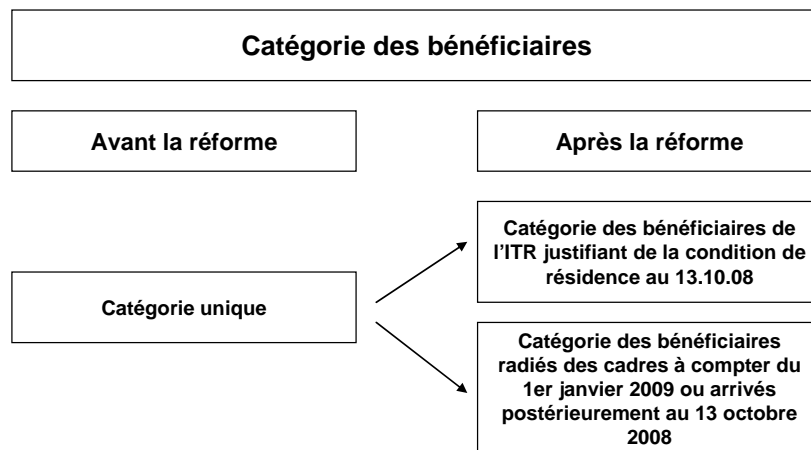 Catégorie des bénéficiaires
Avant la réforme
Après la réforme
Catégorie unique
Catégorie des bénéficiaires de
l'ITR justifiant de la condition de
résidence au 13.10.08
Catégorie des bénéficiaires
radiés des cadres à compter du
1er janvier 2009 ou arrivés
postérieurement au 13 octobre
2008